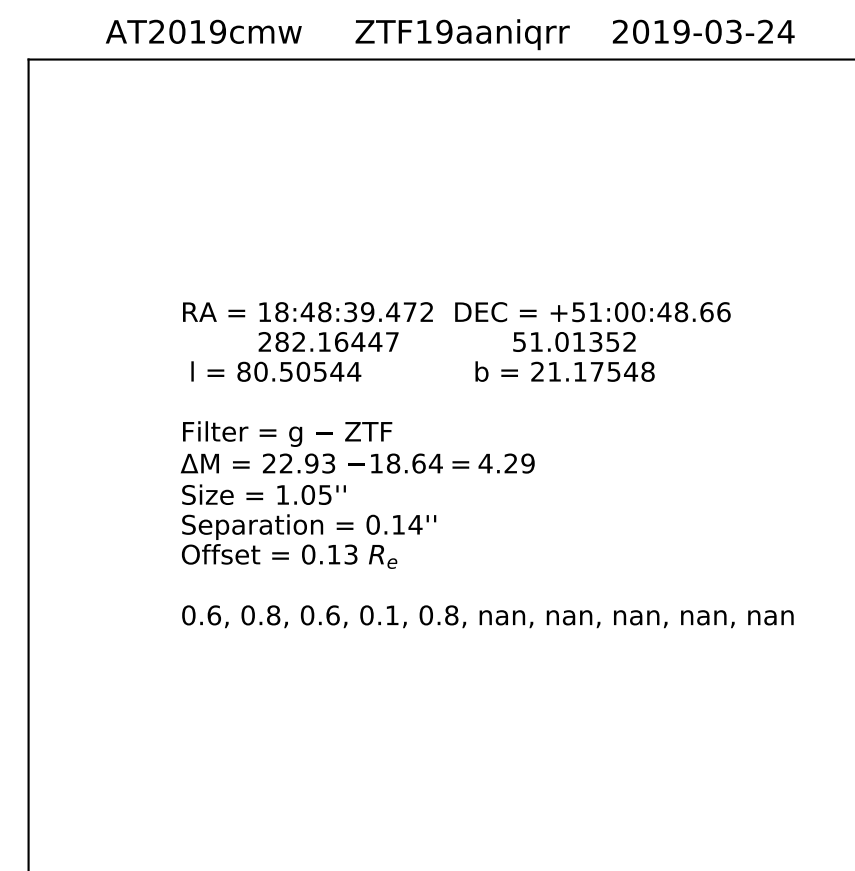 AT2019cmw ZTF19aaniqrr 2019-03-24
RA = 18:48:39.472 DEC = +51:00:48.66
282.16447 51.01352
l = 80.50544 b = 21.17548
Filter = g − ZTF
ΔM = 22.93 −18.64 = 4.29
Size = 1.05''
Separation = 0.14''
Offset = 0.13 Re
0.6, 0.8, 0.6, 0.1, 0.8, nan, nan, nan, nan, nan